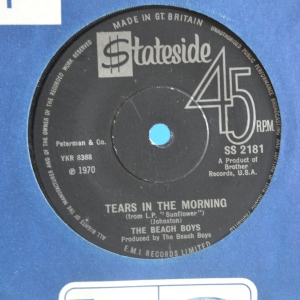 MADE IN GT. BRITAIN
$tateside
45
RPM
Peterman & Co.
YKR 8388
℗ 1970
SS 2181
A Product of
Brother
Records, U.S.A.
TEARS IN THE MORNING
(from L.P. "Sunflower")
(Johnston)
THE BEACH BOYS
Produced by The Beach Boys
E.M.I. RECORDS LIMITED